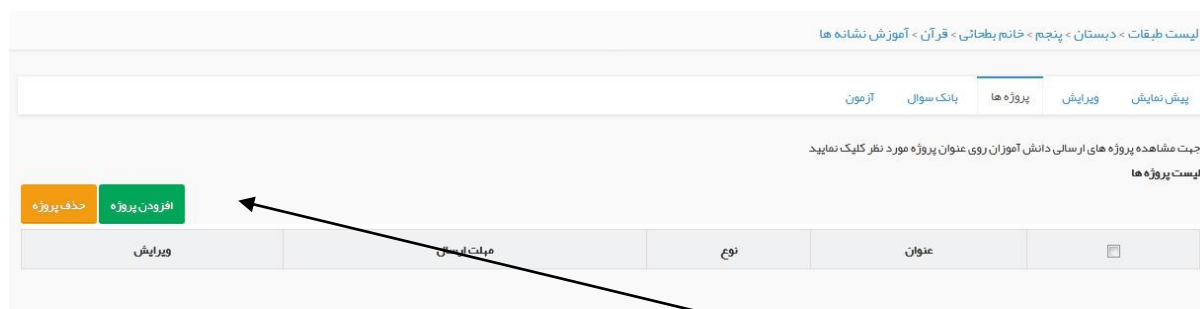 لیست طبقات > دبستان > پنجم > خانم بطحائی > قرآن > آموزش نشانه ها
پیش نمایش ویرایش پروژه ها بانک سوال آزمون
جهت مشاهده پروژه های ارسالی دانش آموزان روی عنوان پروژه مورد نظر کلیک نمایید
لیست پروژه ها
افزودن پروژه حذف پروژه
عنوان نوع مهلت ارسال ویرایش